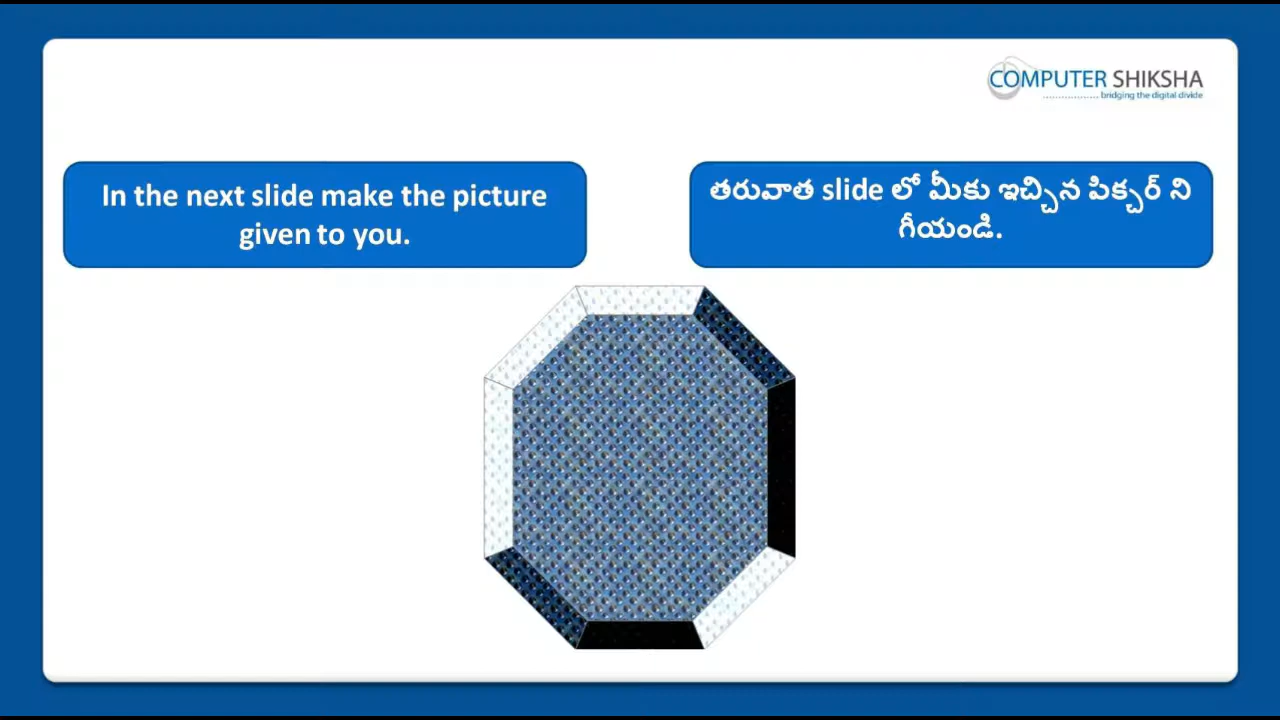 COMPUTER SHIKSHA
bridging the digital divide
In the next slide make the picture
given to you.
తరువాత slide లో మీకు ఇచ్చిన పిక్చర్ ని
గీయండి.